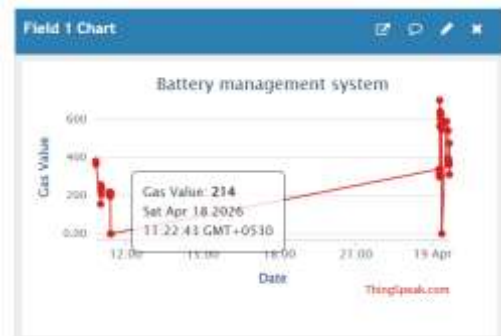 Field 1 Chart
Battery management system
Gas Value
600
400
200
0.00
Gas Value: 214
Sat Apr 18 2026
11:22:43 GMT+0530
12:00
15:00
18:00
21:00
19 Apr
Date
ThingSpeak.com